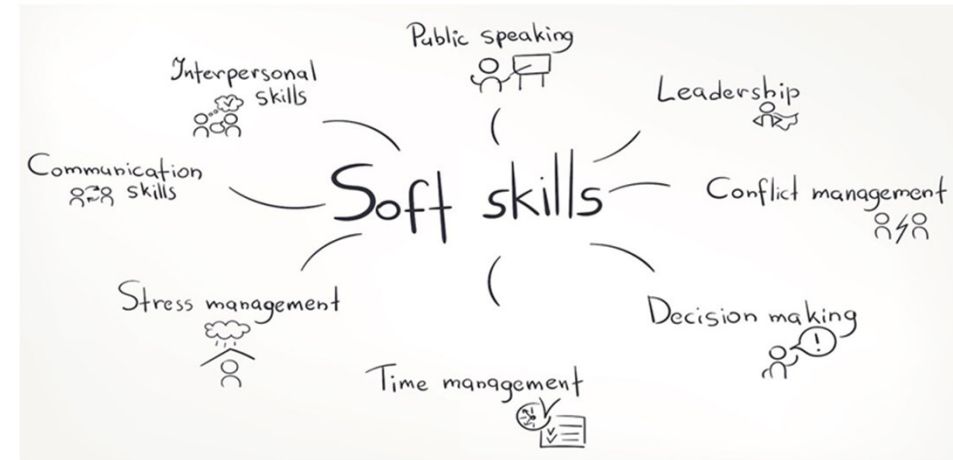 Public speaking
Interpersonal
skills
Leadership
Communication
skills
Soft skills
Conflict management
Stress management
Decision making
!
Time management